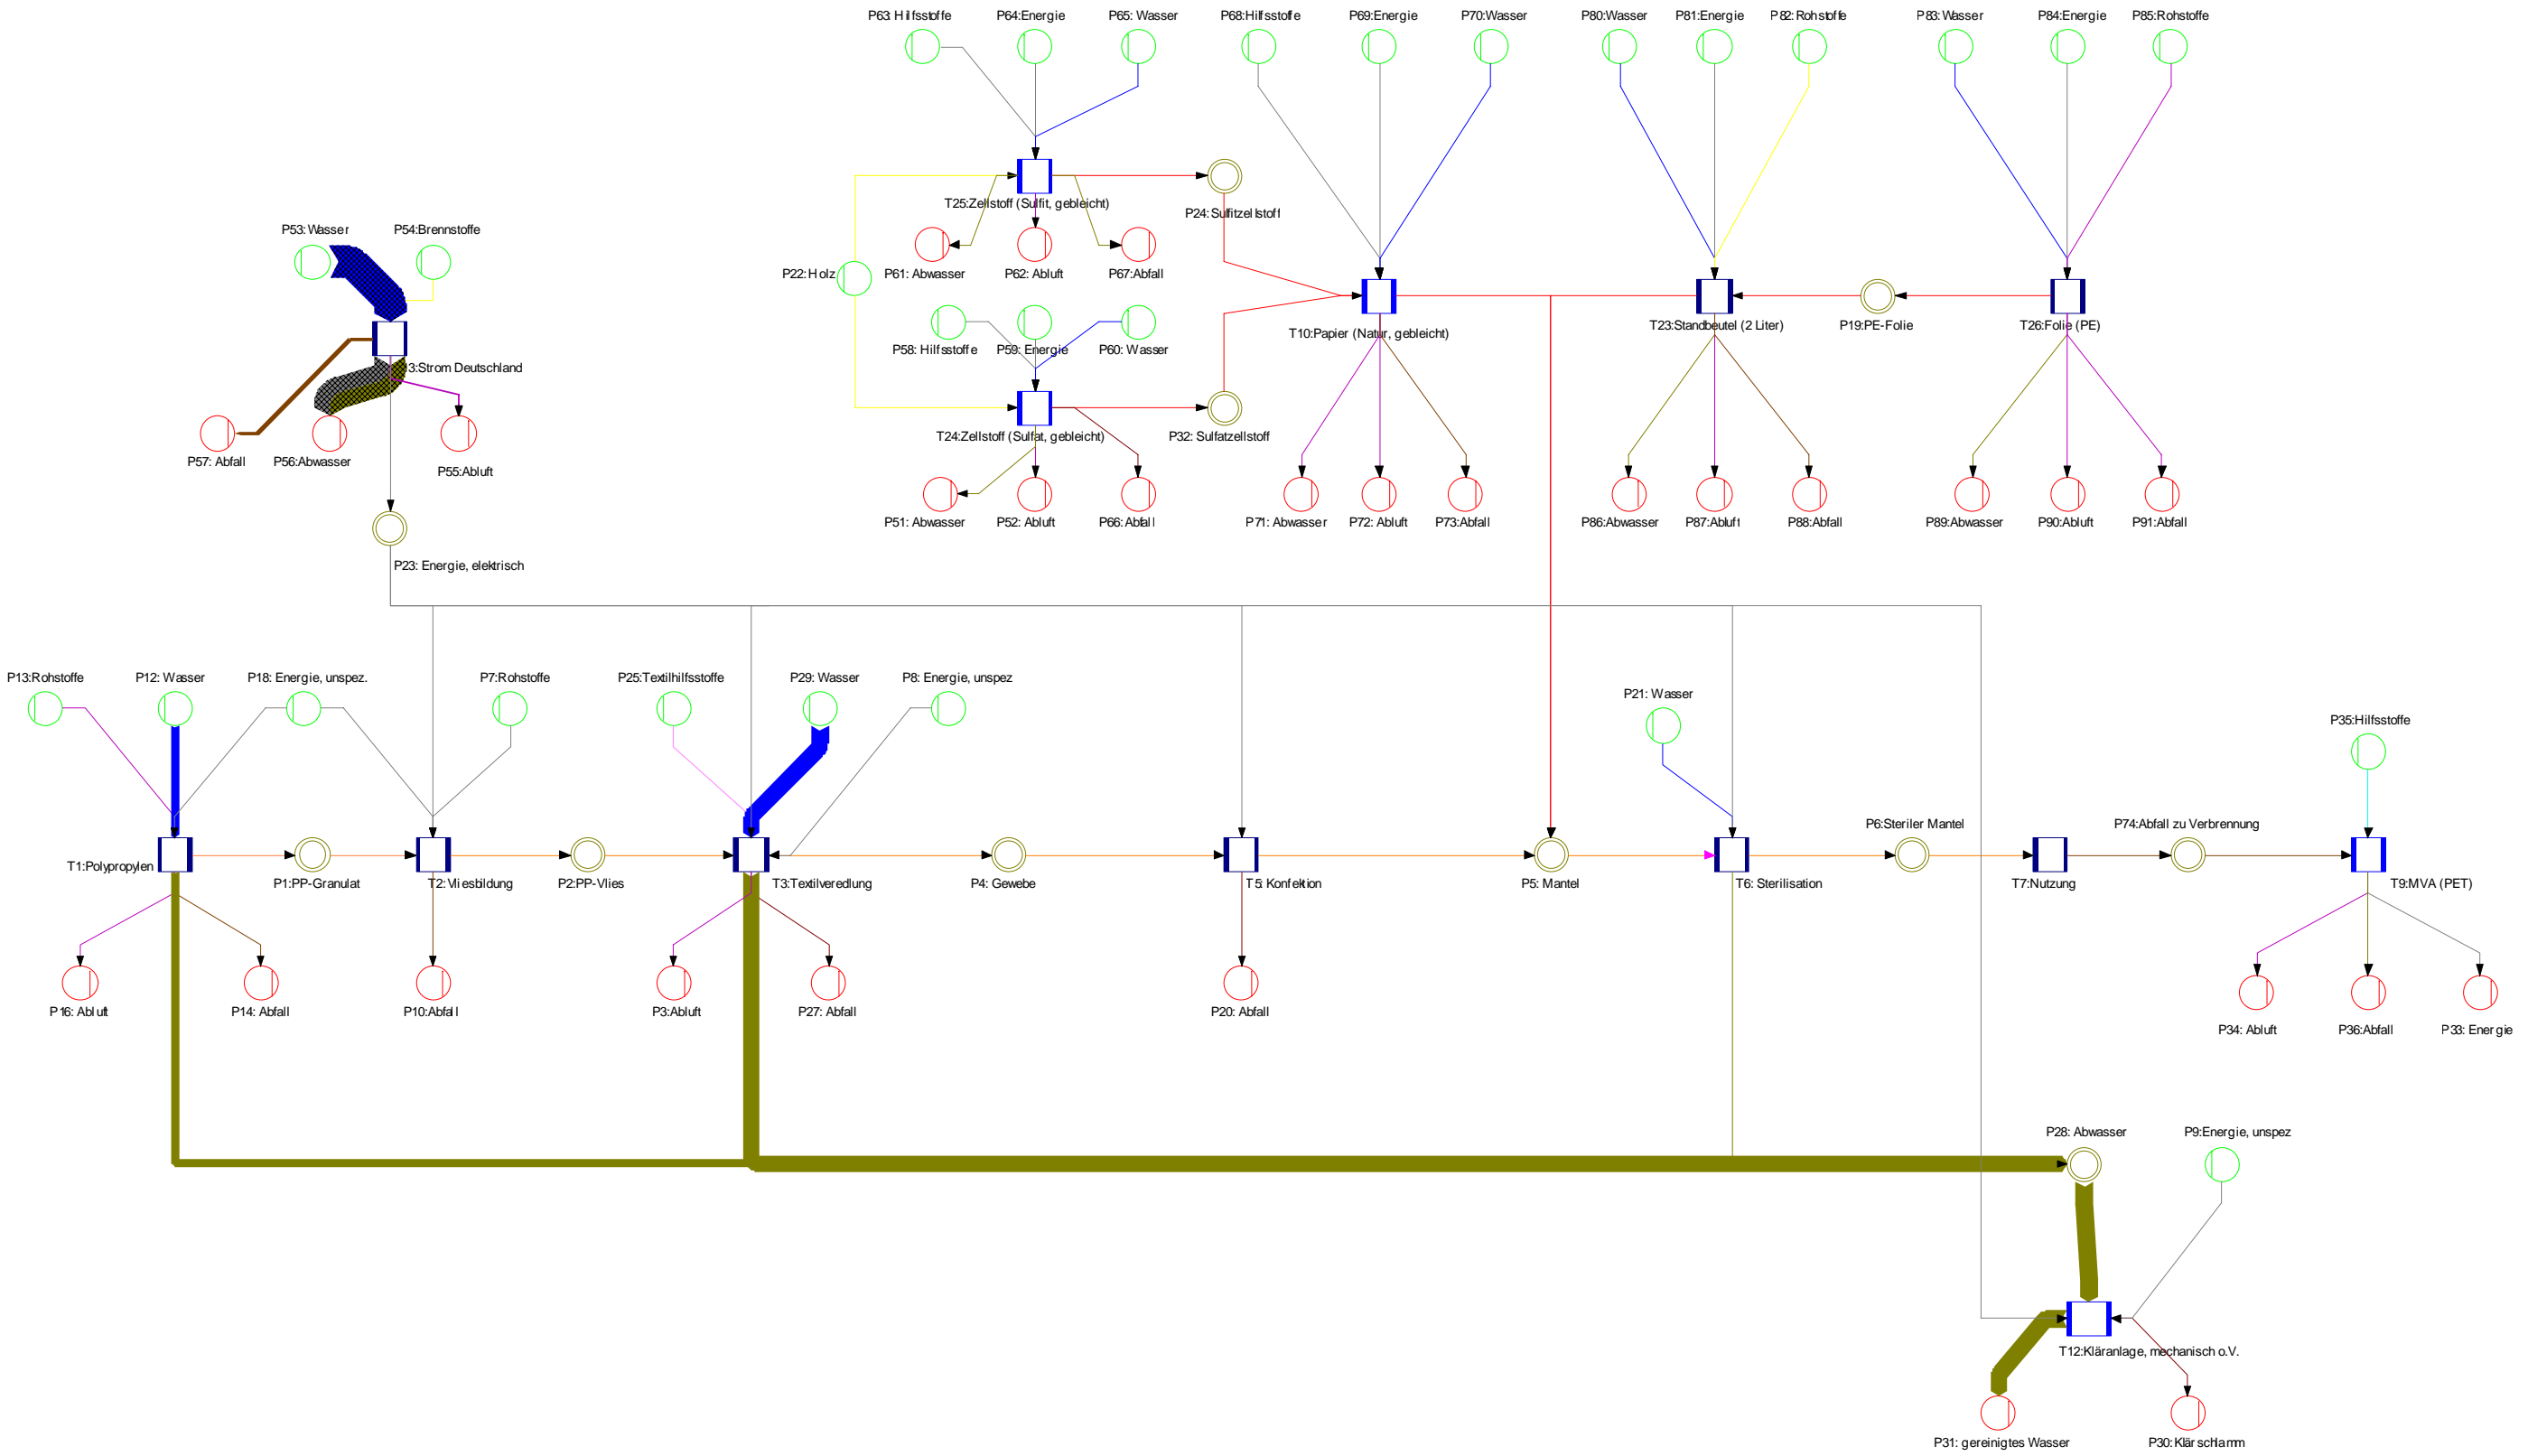 P63: Hilfsstoffe
P64:Energie
P65: Wasser
P68:Hilfsstoffe
P69:Energie
P70:Wasser
P80:Wasser
P81:Energie
P82:Rohstoffe
P83:Wasser
P84:Energie
P85:Rohstoffe
T25:Zellstoff (Sulfit, gebleicht)
P24: Sulfitzellstoff
P53: Wasser
P54:Brennstoffe
P61: Abwasser
P62: Abluft
P67:Abfall
P22: Holz
T10:Papier (Natur, gebleicht)
T23:Standbeutel (2 Liter)
P19:PE-Folie
T26:Folie (PE)
P58: Hilfsstoffe
P59: Energie
P60: Wasser
3:Strom Deutschland
T24:Zellstoff (Sulfat, gebleicht)
P32: Sulfatzellstoff
P57: Abfall
P56:Abwasser
P55:Abluft
P51: Abwasser
P52: Abluft
P66: Abfall
P71: Abwasser
P72: Abluft
P73:Abfall
P86:Abwasser
P87:Abluft
P88:Abfall
P89:Abwasser
P90:Abluft
P91:Abfall
P23: Energie, elektrisch
P13:Rohstoffe
P12: Wasser
P18: Energie, unspez.
P7:Rohstoffe
P25:Textilhilfsstoffe
P29: Wasser
P8: Energie, unspez
P21: Wasser
P35:Hilfsstoffe
P6:Steriler Mantel
P74:Abfall zu Verbrennung
T1:Polypropylen
P1:PP-Granulat
T2:Vliesbildung
P2:PP-Vlies
T3:Textilveredlung
P4: Gewebe
T5: Konfektion
P5: Mantel
T6: Sterilisation
T7:Nutzung
T9:MVA (PET)
P16: Abluft
P14: Abfall
P10:Abfall
P3:Abluft
P27: Abfall
P20: Abfall
P34: Abluft
P36:Abfall
P33: Energie
P28: Abwasser
P9:Energie, unspez
T12:Kläranlage, mechanisch o.V.
P31: gereinigtes Wasser
P30:Klärschlamm